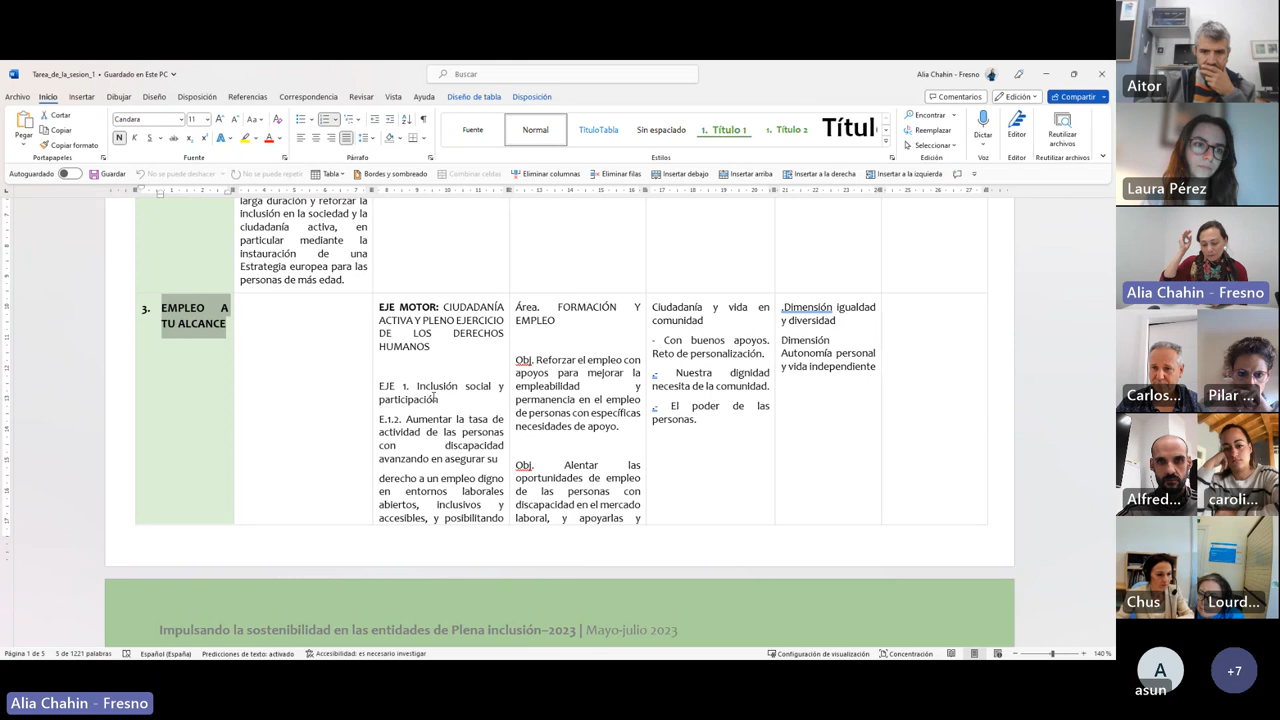 Tarea_de_la_sesion_1 • Guardado en Este PC
Buscar
Alia Chahin - Fresno
Archivo Inicio Insertar Dibujar Diseño Disposición Referencias Correspondencia Revisar Vista Ayuda Diseño de tabla Disposición
Comentarios Edición Compartir
Pegar
Cortar
Copiar
Copiar formato
Portapapeles
Candara 11
Fuente
Párrafo
Puente
Normal
TítuloTabla
Sin espaciado
1. Título 1
1. Título 2
Títul
Estilos
Encontrar
Reemplazar
Seleccionar
Edición
Dictar
Voz
Editor
Editor
Reutilizar archivos
Reutilizar archivos
Autoguardado Guardar No se puede deshacer No se puede repetir Tabla Bordes y sombreado Combinar celdas Eliminar columnas Eliminar filas Insertar debajo Insertar arriba Insertar a la derecha Insertar a la izquierda
larga duración y reforzar la
inclusión en la sociedad y la
ciudadanía activa, en
particular mediante la
instauración de una
Estrategia europea para las
personas de más edad.
3. EMPLEO A
TU ALCANCE
EJE MOTOR: CIUDADANÍA
ACTIVA Y PLENO EJERCICIO
DE LOS DERECHOS
HUMANOS
EJE 1. Inclusión social y
participación
E.1.2. Aumentar la tasa de
actividad de las personas
con discapacidad
avanzando en asegurar su
derecho a un empleo digno
en entornos laborales
abiertos, inclusivos y
accesibles, y posibilitando
Área. FORMACIÓN Y
EMPLEO
Obj. Reforzar el empleo con
apoyos para mejorar la
empleabilidad y
permanencia en el empleo
de personas con específicas
necesidades de apoyo.
Obj. Alentar las
oportunidades de empleo
de las personas con
discapacidad en el mercado
laboral, y apoyarlas y
Ciudadanía y vida en
comunidad
- Con buenos apoyos.
Reto de personalización.
.- Nuestra dignidad
necesita de la comunidad.
.- El poder de las
personas.
.Dimensión igualdad
y diversidad
Dimensión
Autonomía personal
y vida independiente
Impulsando la sostenibilidad en las entidades de Plena inclusión–2023 | Mayo-julio 2023
Página 1 de 5 5 de 1221 palabras Español (España) Predicciones de texto: activado Accesibilidad: es necesario investigar Configuración de visualización Concentración 140 %
Alia Chahin - Fresno
Aitor
Laura Pérez
Alia Chahin - Fresno
Carlos...
Pilar ...
Alfred...
caroli...
Chus
Lourd...
A
asun
+7